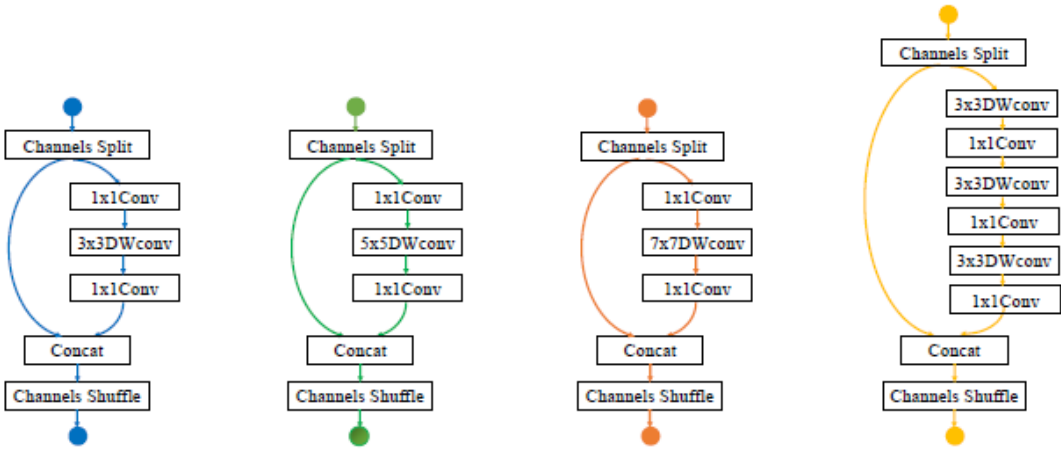 Channels Split
1x1Conv
3x3DWconv
1x1Conv
Concat
Channels Shuffle
Channels Split
1x1Conv
5x5DWconv
1x1Conv
Concat
Channels Shuffle
Channels Split
1x1Conv
7x7DWconv
1x1Conv
Concat
Channels Shuffle
Channels Split
3x3DWconv
1x1Conv
3x3DWconv
1x1Conv
3x3DWconv
1x1Conv
Concat
Channels Shuffle